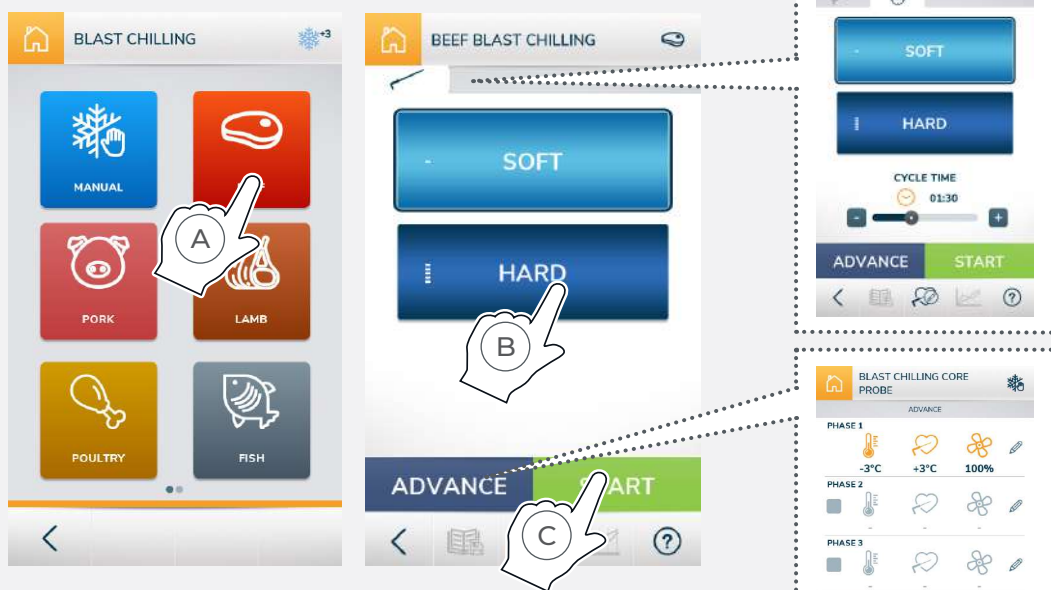 BLAST CHILLING
+3
MANUAL
A
PORK
LAMB
POULTRY
FISH
BEEF BLAST CHILLING
SOFT
HARD
B
ADVANCE
C
ART
?
SOFT
HARD
CYCLE TIME
01:30
-
+
ADVANCE
START
?
BLAST CHILLING CORE
PROBE
ADVANCE
PHASE 1
-3°C
+3°C
100%
PHASE 2
- - -
PHASE 3
- - -